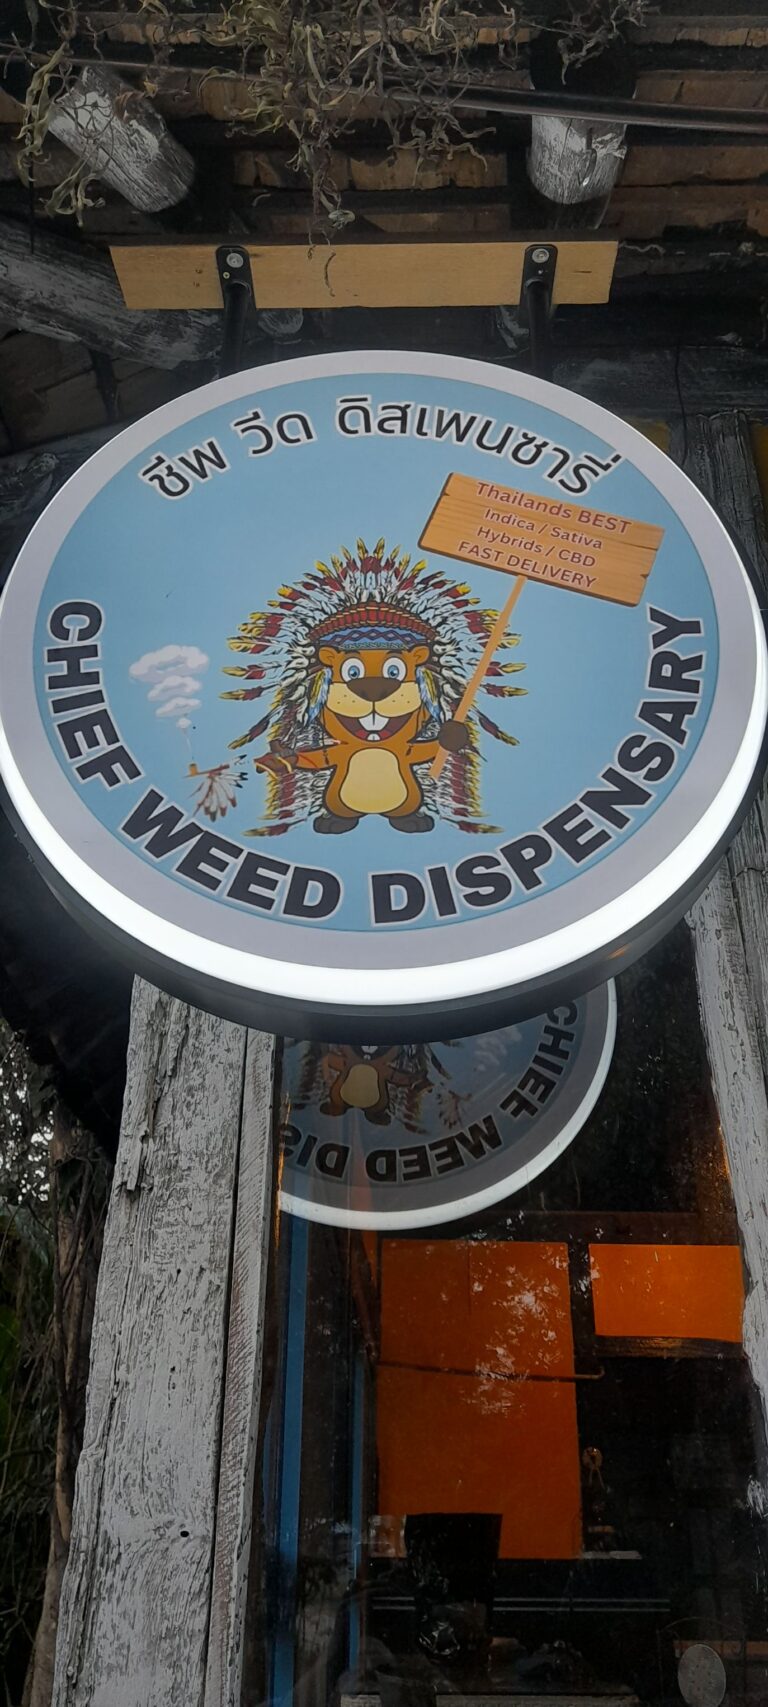 ชีพ วีด ดิสเพนซารี่
Thailands BEST
Indica / Sativa
Hybrids / CBD
FAST DELIVERY
CHIEF WEED DISPENSARY
CHIEF WEED DIS